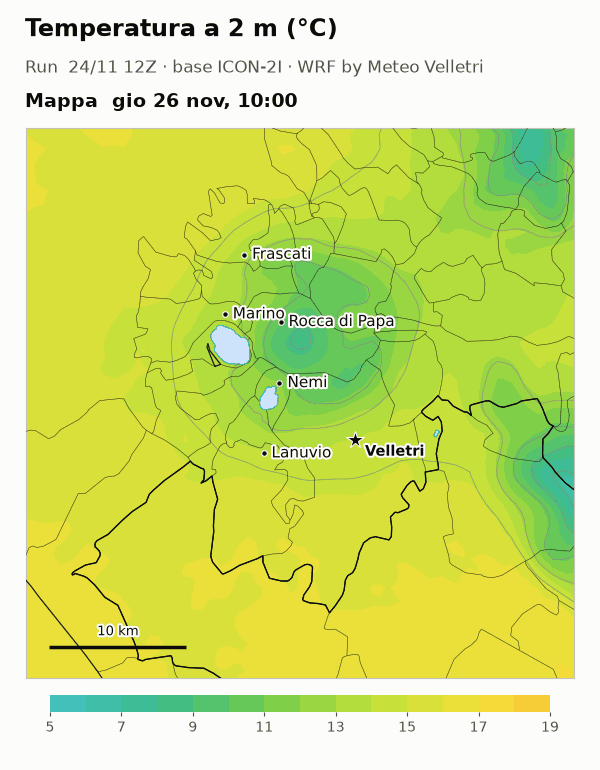 Temperatura a 2 m (°C)
Run  24/11 12Z · base ICON-2I · WRF by Meteo Velletri
Mappa  gio 26 nov, 10:00
Frascati
Marino
Rocca di Papa
Nemi
Velletri
Lanuvio
10 km
5 7 9 11 13 15 17 19